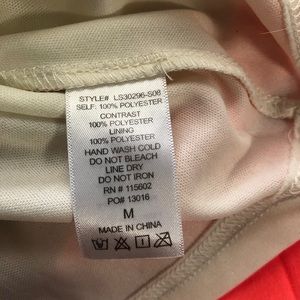 STYLE# LS30296-S08
SELF: 100% POLYESTER
CONTRAST
100% POLYESTER
LINING
100% POLYESTER
HAND WASH COLD
DO NOT BLEACH
LINE DRY
DO NOT IRON
RN # 115602
PO# 13016
M
MADE IN CHINA